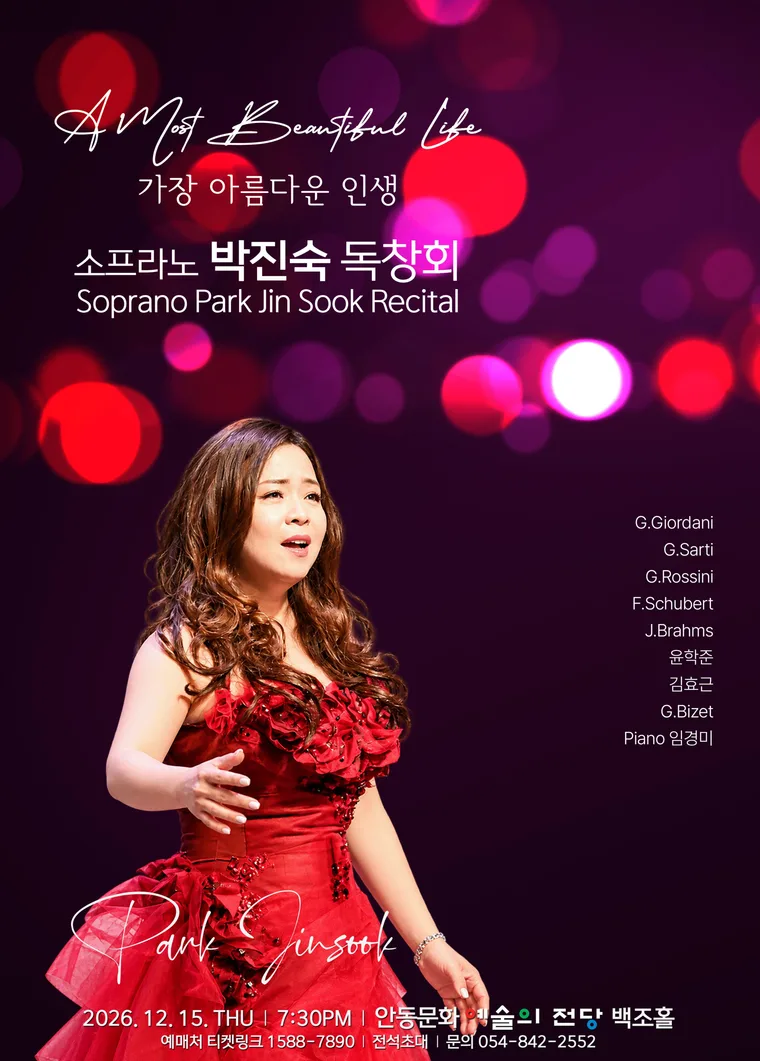 A Most Beautiful Life
가장 아름다운 인생
소프라노 박진숙 독창회
Soprano Park Jin Sook Recital
G.Giordani
G.Sarti
G.Rossini
F.Schubert
J.Brahms
윤학준
김효근
G.Bizet
Piano 임경미
Park Jinsook
2026. 12. 15. THU | 7:30PM | 안동문화 예술의 전당 백조홀
예매처 티켓링크 1588-7890 | 전석초대 | 문의 054-842-2552